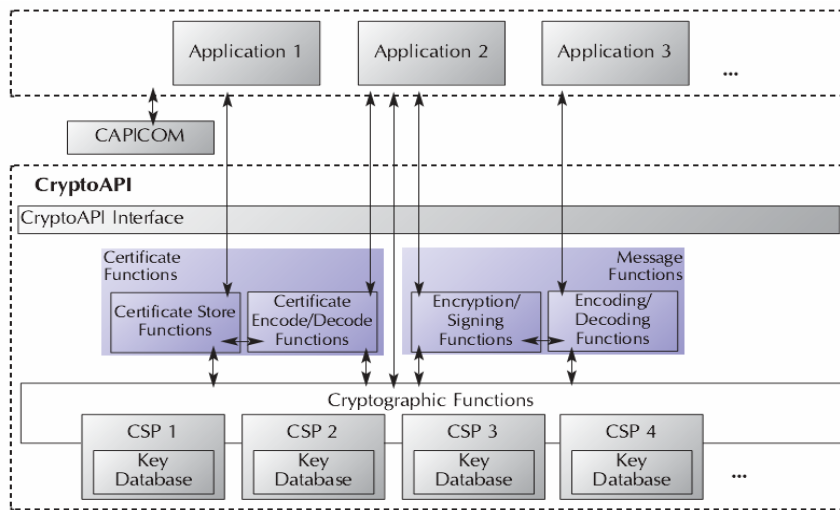 Application 1
Application 2
Application 3
...
CAPICOM
CryptoAPI
CryptoAPI Interface
Certificate
Functions
Message
Functions
Certificate Store
Functions
Certificate
Encode/Decode
Functions
Encryption/
Signing
Functions
Encoding/
Decoding
Functions
Cryptographic Functions
CSP 1
CSP 2
CSP 3
CSP 4
Key
Database
Key
Database
Key
Database
Key
Database
...